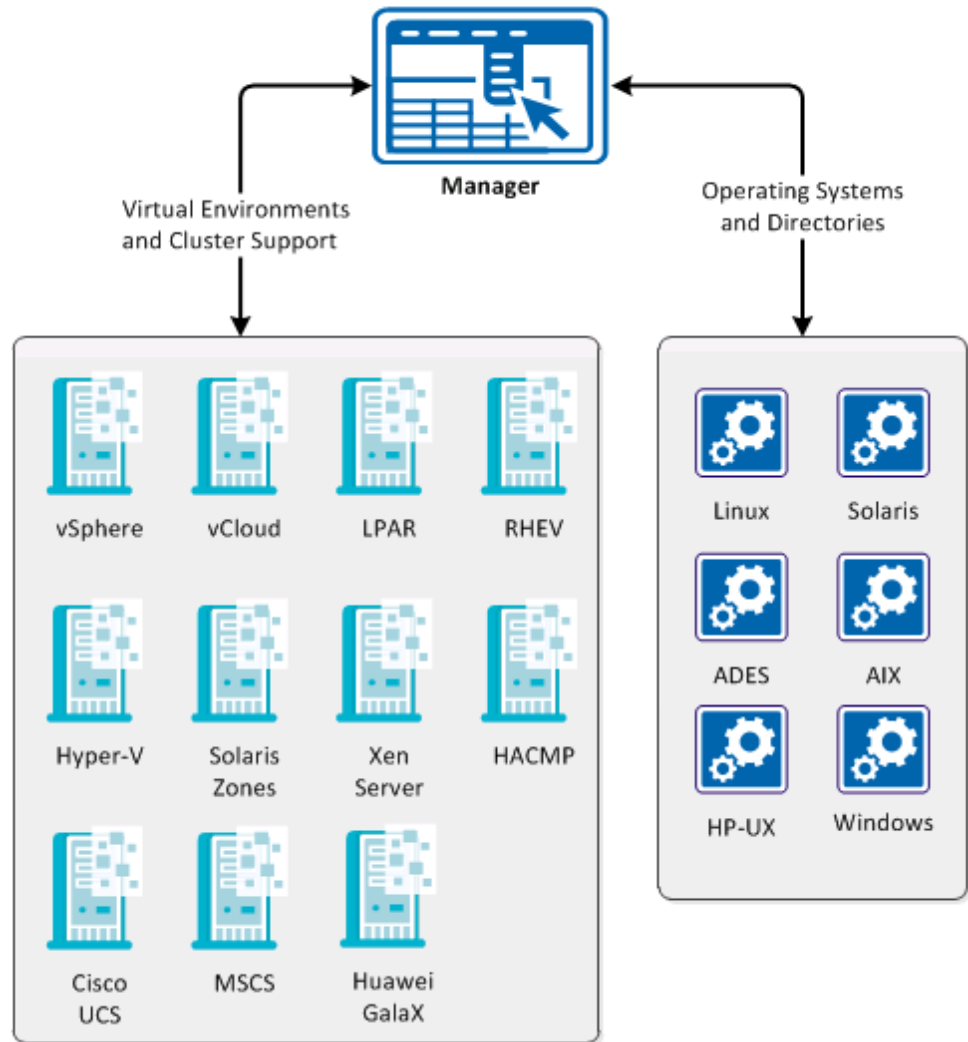 Manager
Virtual Environments
and Cluster Support
Operating Systems
and Directories
vSphere
vCloud
LPAR
RHEV
Hyper-V
Solaris
Zones
Xen
Server
HACMP
Cisco
UCS
MSCS
Huawei
GalaX
Linux
Solaris
ADES
AIX
HP-UX
Windows